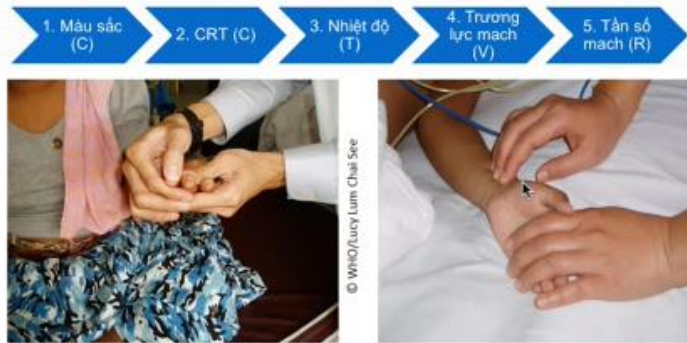 1. Màu sắc
(C)
2. CRT (C)
3. Nhiệt độ
(T)
4. Trương
lực mạch
(V)
5. Tần số
mạch (R)
© WHO/Lucy Lum Chai See